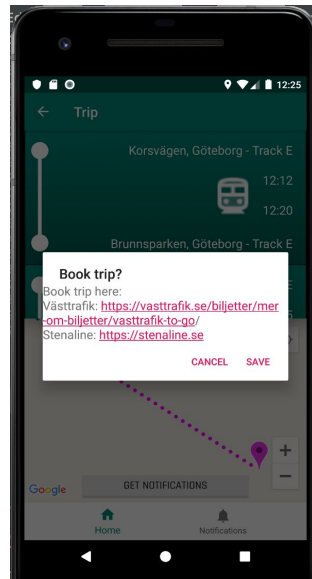 12:25
Trip
Korsvägen, Göteborg - Track E
12:12
12:20
Brunnsparken, Göteborg - Track E
E
5
Book trip?
Book trip here:
Västtrafik: https://vasttrafik.se/biljetter/mer
-om-biljetter/vasttrafik-to-go/
Stenaline: https://stenaline.se
CANCEL SAVE
+
−
Google
GET NOTIFICATIONS
Home Notifications